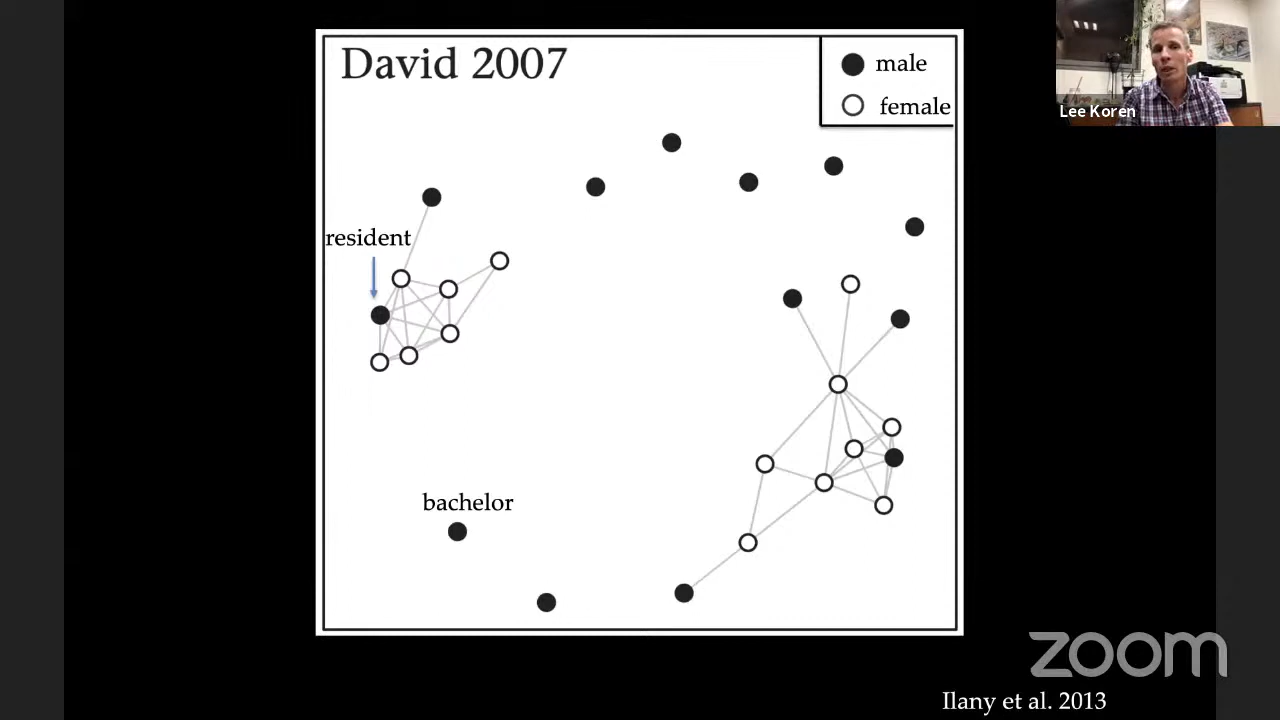 David 2007
male
female
Lee Koren
resident
bachelor
zoom
Ilany et al. 2013